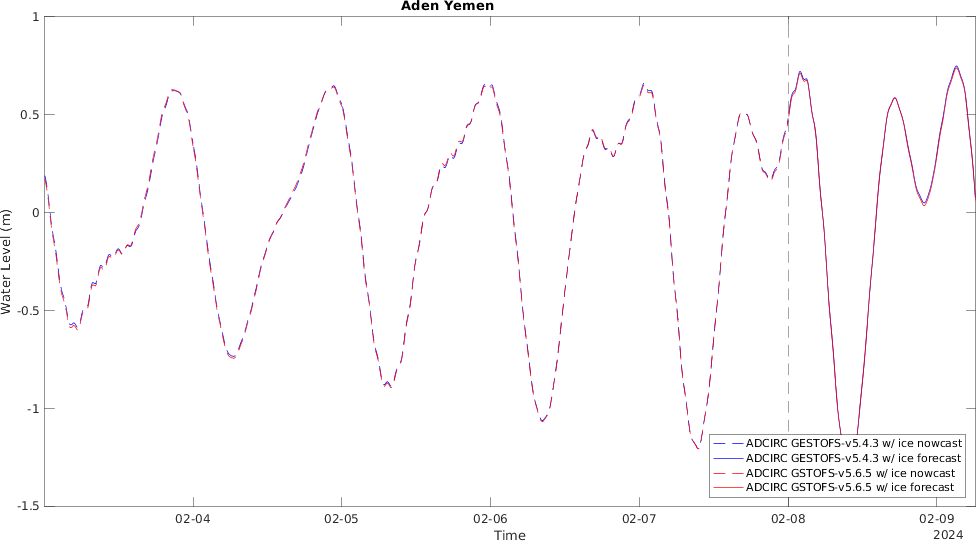 Aden Yemen
1
0.5
0
-0.5
-1
-1.5
Water Level (m)
02-04 02-05 02-06 02-07 02-08 02-09
Time
2024
ADCIRC GESTOFS-v5.4.3 w/ ice nowcast
ADCIRC GESTOFS-v5.4.3 w/ ice forecast
ADCIRC GSTOFS-v5.6.5 w/ ice nowcast
ADCIRC GSTOFS-v5.6.5 w/ ice forecast